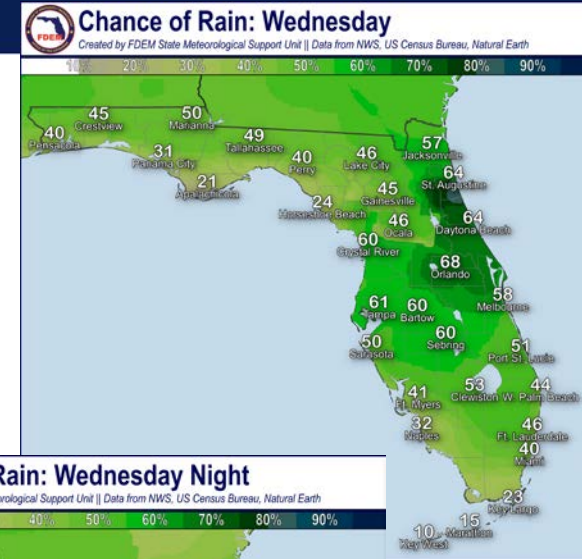 FDEM
Chance of Rain: Wednesday
Created by FDEM State Meteorological Support Unit || Data from NWS, US Census Bureau, Natural Earth
10% 20% 30% 40% 50% 60% 70% 80% 90%
45
Crestview
50
Marianna
40
Pensacola
49
Tallahassee
57
Jacksonville
31
Panama City
40
Perry
46
Lake City
64
St. Augustine
21
Apalachicola
45
Gainesville
24
Horseshoe Beach
46
Ocala
64
Daytona Beach
60
Crystal River
68
Orlando
58
Melbourne
61
Tampa
60
Bartow
60
Sebring
50
Sarasota
51
Port St. Lucie
41
Ft. Myers
53
Clewiston
44
W. Palm Beach
32
Naples
46
Ft. Lauderdale
40
Miami
23
Key Largo
15
Marathon
10
Key West
Rain: Wednesday Night
Support Unit || Data from NWS, US Census Bureau, Natural Earth
40% 50% 60% 70% 80% 90%